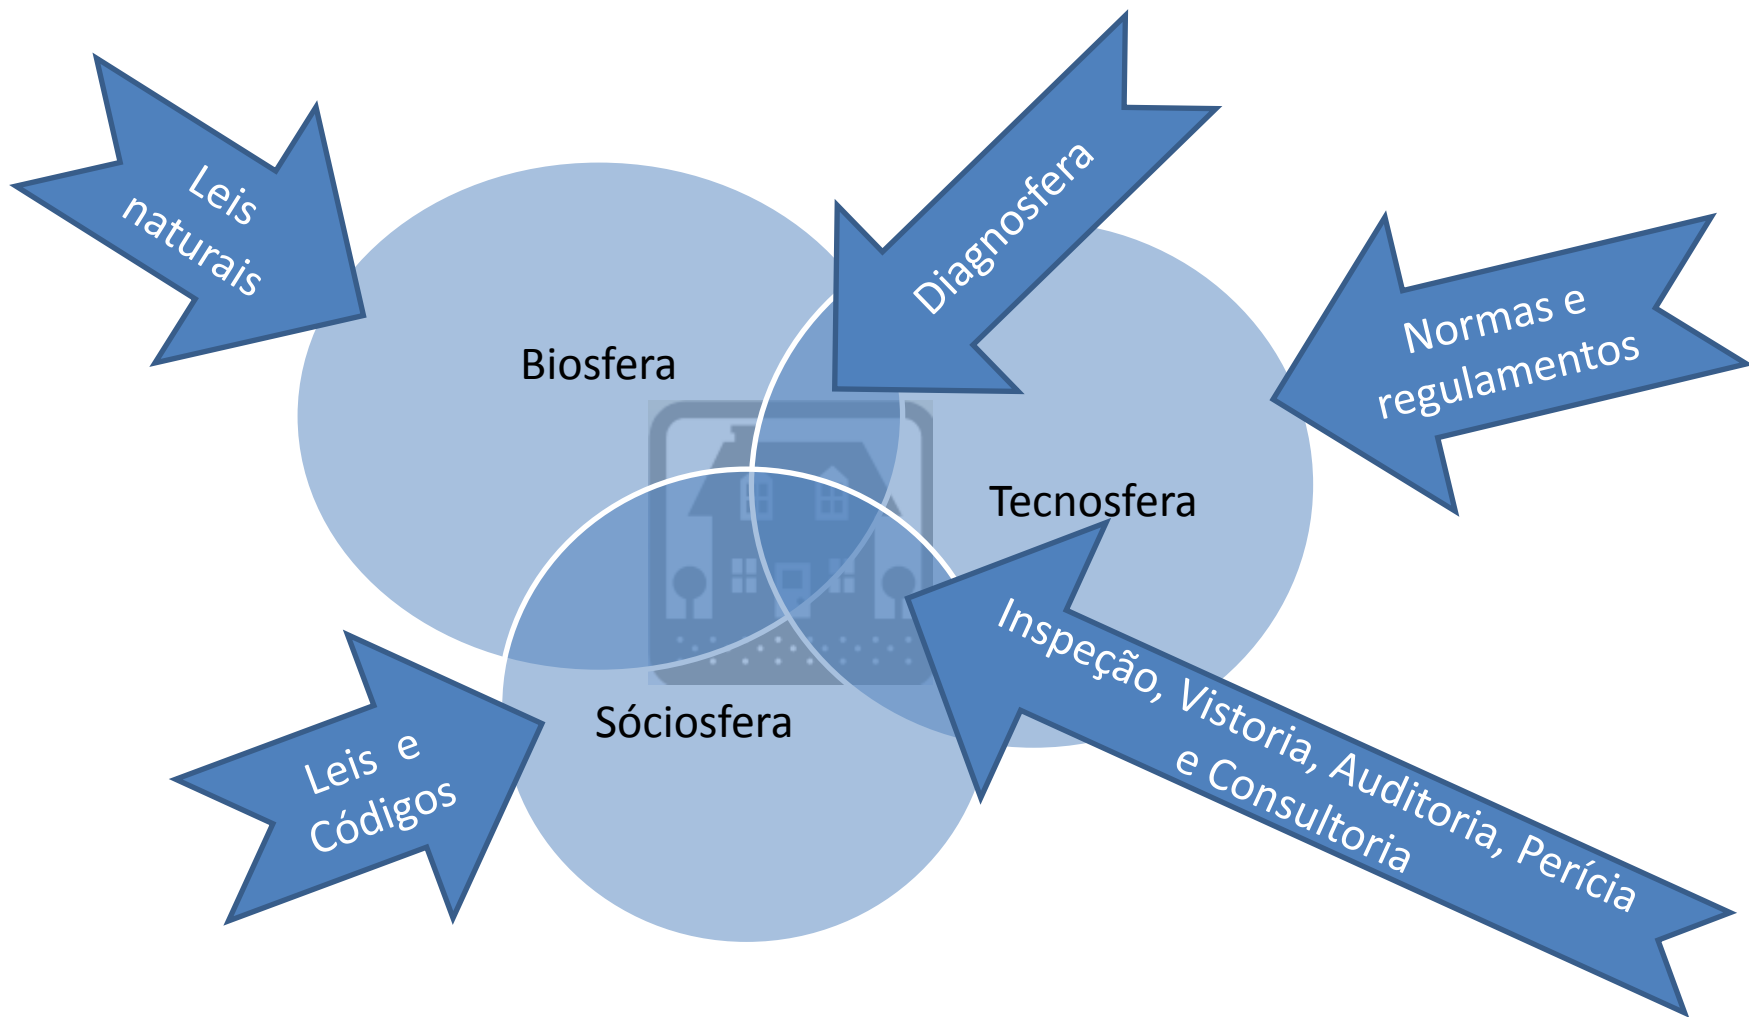 Leis
naturais
Diagnosfera
Normas e
regulamentos
Biosfera
Tecnosfera
Sóciosfera
Leis e
Códigos
Inspeção, Vistoria, Auditoria, Perícia
e Consultoria